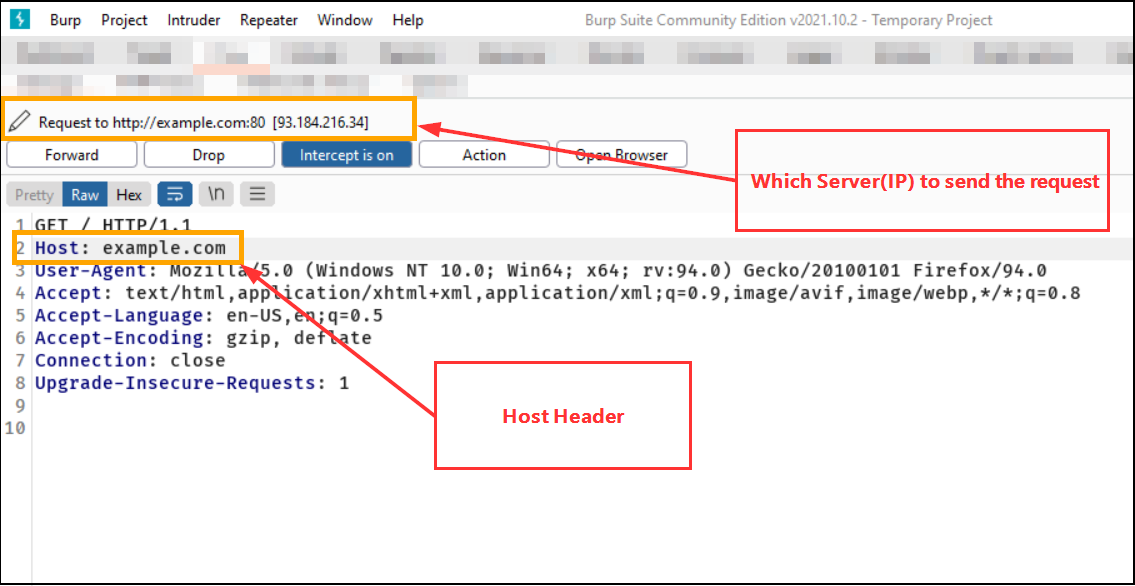 Burp Project Intruder Repeater Window Help Burp Suite Community Edition v2021.10.2 - Temporary Project
Request to http://example.com:80 [93.184.216.34]
Forward Drop Intercept is on Action Open Browser
Which Server(IP) to send the request
Pretty Raw Hex \n
1 GET / HTTP/1.1
2 Host: example.com
3 User-Agent: Mozilla/5.0 (Windows NT 10.0; Win64; x64; rv:94.0) Gecko/20100101 Firefox/94.0
4 Accept: text/html,application/xhtml+xml,application/xml;q=0.9,image/avif,image/webp,*/*;q=0.8
5 Accept-Language: en-US,en;q=0.5
6 Accept-Encoding: gzip, deflate
7 Connection: close
8 Upgrade-Insecure-Requests: 1
9
10
Host Header